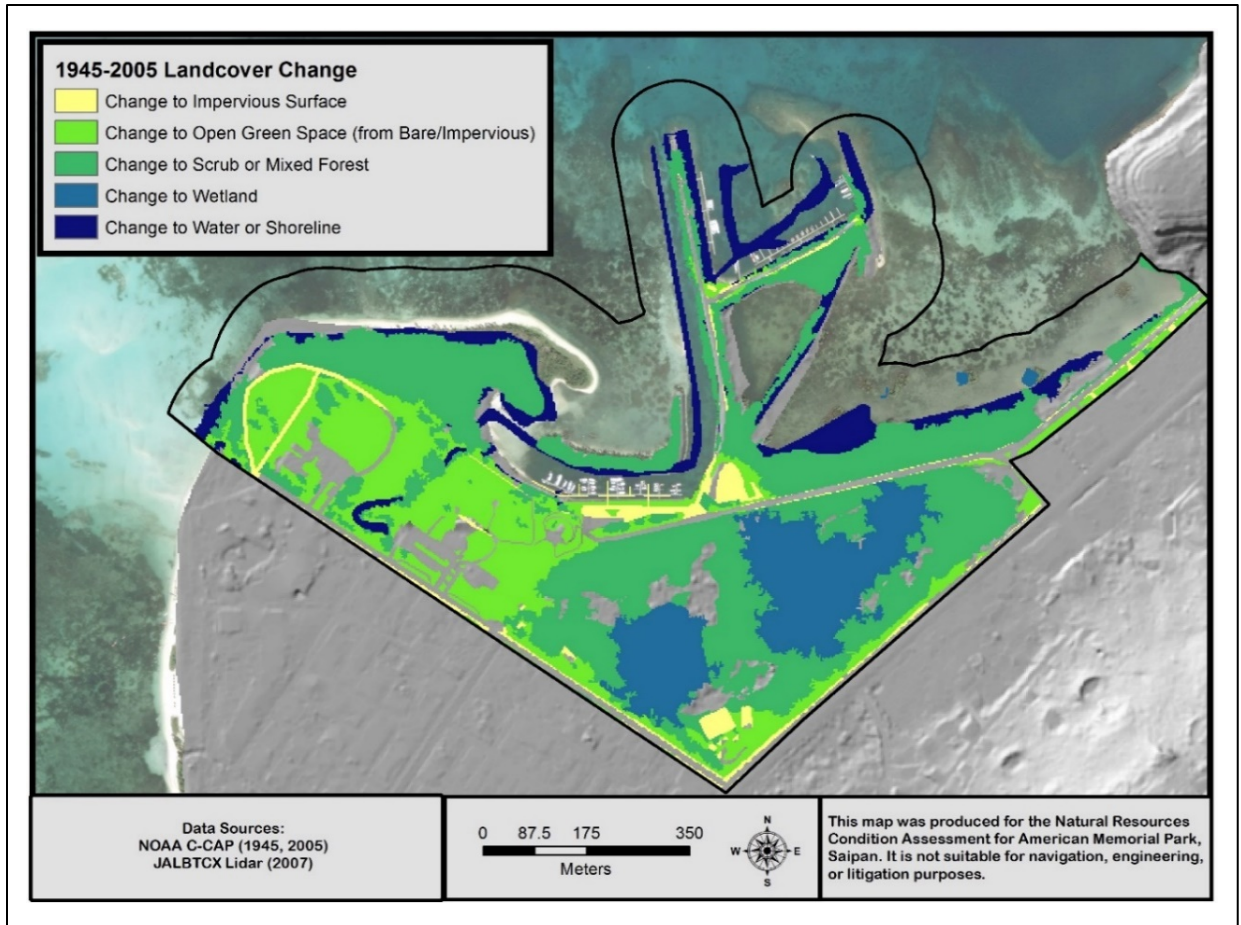 1945-2005 Landcover Change
Change to Impervious Surface
Change to Open Green Space (from Bare/Impervious)
Change to Scrub or Mixed Forest
Change to Wetland
Change to Water or Shoreline
Data Sources:
NOAA C-CAP (1945, 2005)
JALBTCX Lidar (2007)
0 87.5 175 350
Meters
N
W E
S
This map was produced for the Natural Resources
Condition Assessment for American Memorial Park,
Saipan. It is not suitable for navigation, engineering,
or litigation purposes.